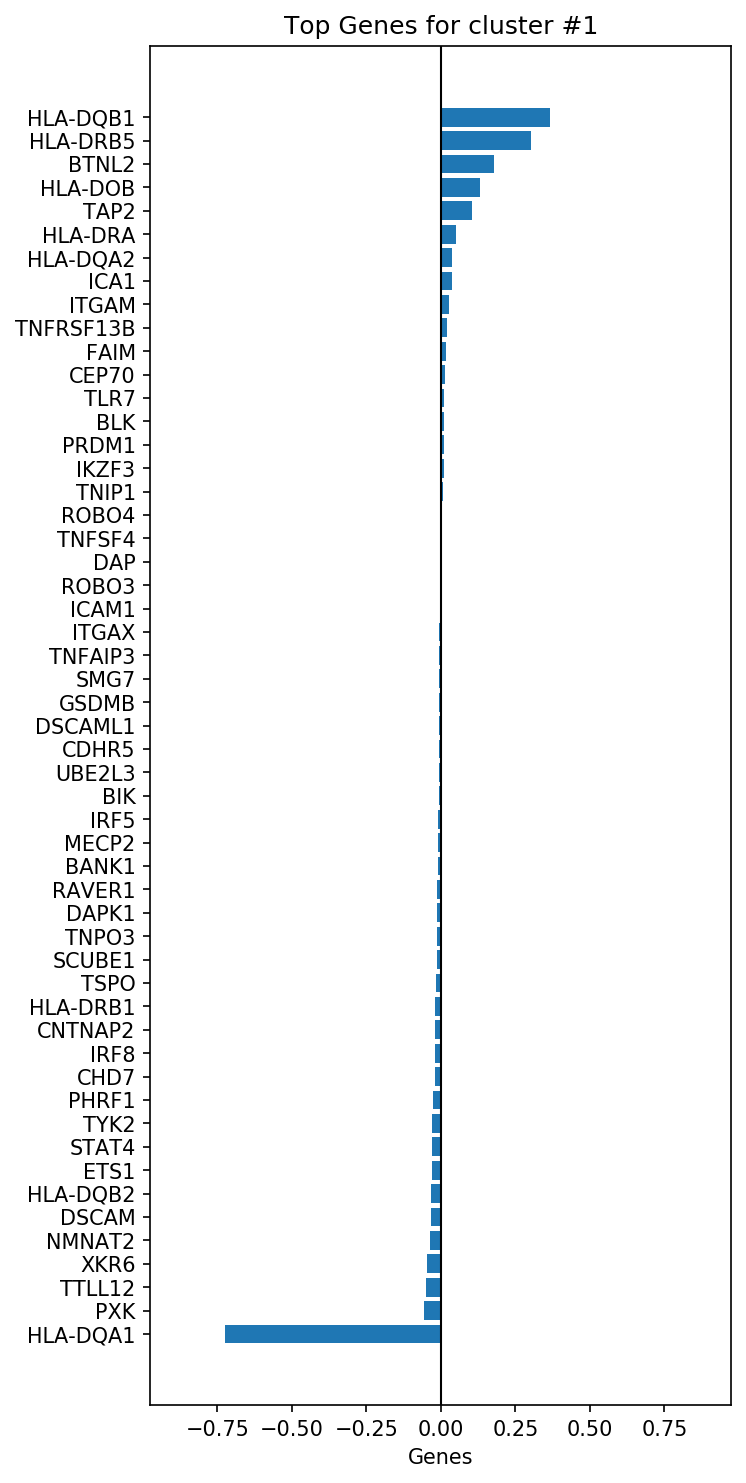 Top Genes for cluster #1
HLA-DQB1
HLA-DRB5
BTNL2
HLA-DOB
TAP2
HLA-DRA
HLA-DQA2
ICA1
ITGAM
TNFRSF13B
FAIM
CEP70
TLR7
BLK
PRDM1
IKZF3
TNIP1
ROBO4
TNFSF4
DAP
ROBO3
ICAM1
ITGAX
TNFAIP3
SMG7
GSDMB
DSCAML1
CDHR5
UBE2L3
BIK
IRF5
MECP2
BANK1
RAVER1
DAPK1
TNPO3
SCUBE1
TSPO
HLA-DRB1
CNTNAP2
IRF8
CHD7
PHRF1
TYK2
STAT4
ETS1
HLA-DQB2
DSCAM
NMNAT2
XKR6
TTLL12
PXK
HLA-DQA1
−0.75 −0.50 −0.25 0.00 0.25 0.50 0.75
Genes